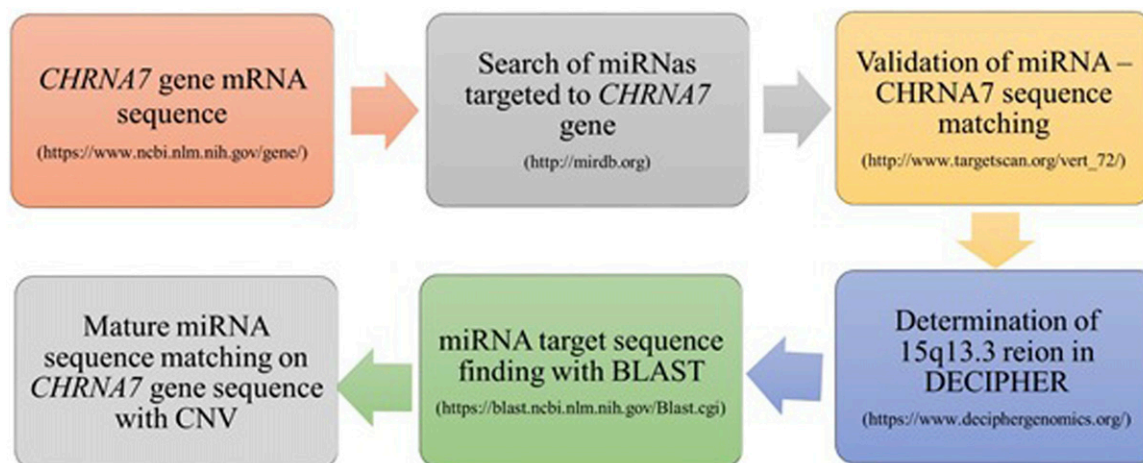 CHRNA7 gene mRNA
sequence
(https://www.ncbi.nlm.nih.gov/gene/)
Search of miRNas
targeted to CHRNA7
gene
(http://mirdb.org)
Validation of miRNA –
CHRNA7 sequence
matching
(http://www.targetscan.org/vert_72/)
Determination of
15q13.3 reion in
DECIPHER
(https://www.deciphergenomics.org/)
miRNA target sequence
finding with BLAST
(https://blast.ncbi.nlm.nih.gov/Blast.cgi)
Mature miRNA
sequence matching on
CHRNA7 gene sequence
with CNV